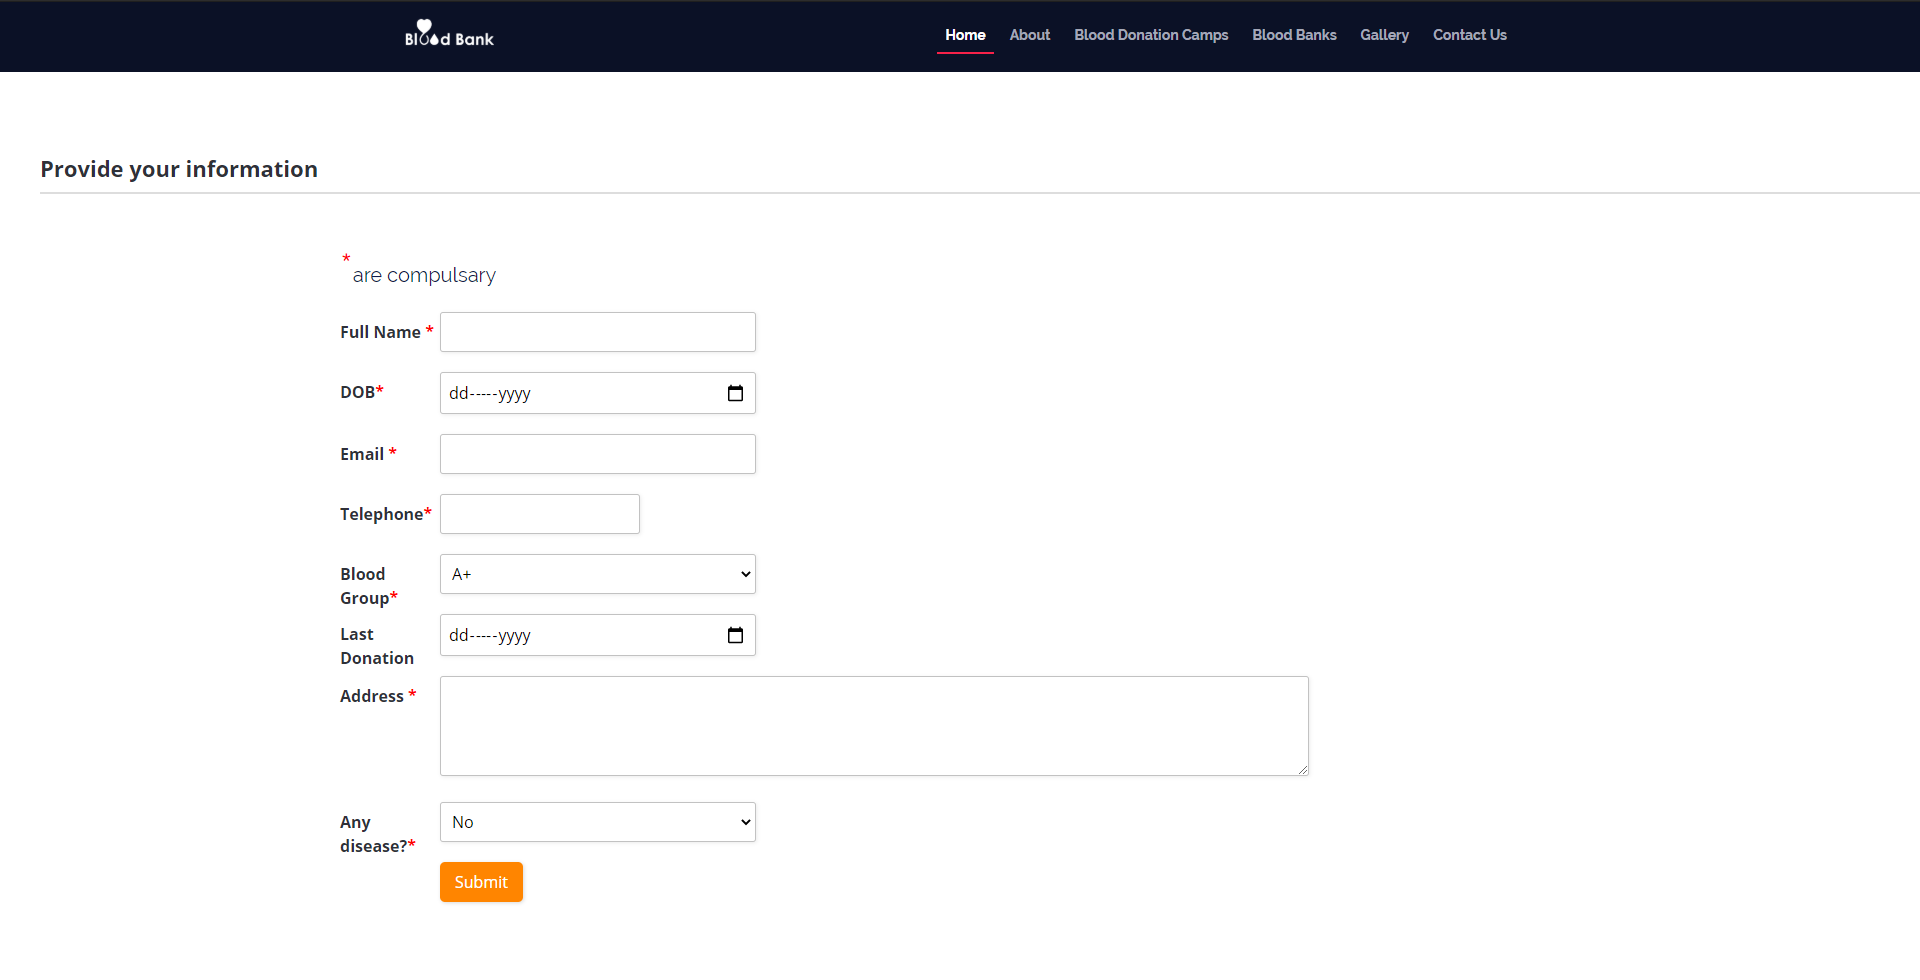 Blood Bank
Home About Blood Donation Camps Blood Banks Gallery Contact Us
Provide your information
* are compulsary
Full Name *
DOB* dd-----yyyy
Email *
Telephone*
Blood A+
Group*
Last dd-----yyyy
Donation
Address *
Any No
disease?*
Submit